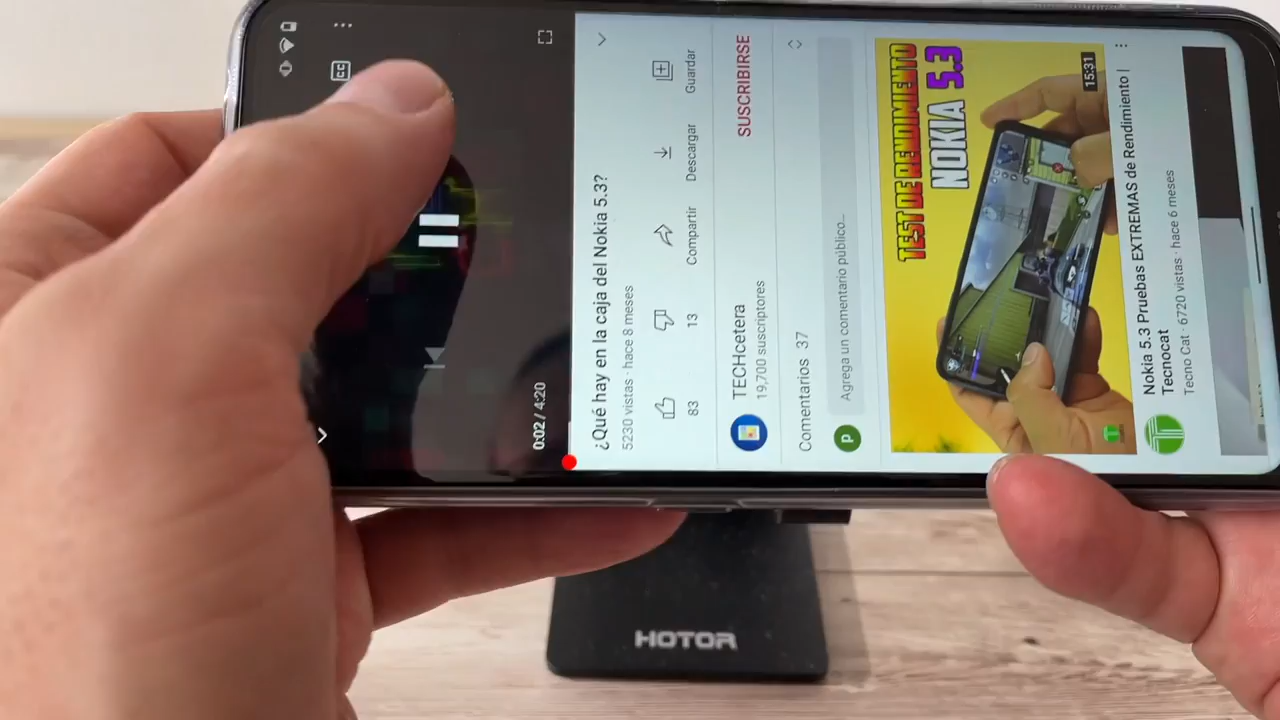 CC
0:02 / 4:20
¿Qué hay en la caja del Nokia 5.3?
5230 vistas · hace 8 meses
83
13
Compartir
Descargar
Guardar
TECHcetera
19,700 suscriptores
SUSCRIBIRSE
Comentarios 37
P
Agrega un comentario público...
TEST DE RENDIMIENTO
NOKIA 5.3
15:31
Nokia 5.3 Pruebas EXTREMAS de Rendimiento |
Tecnocat
Tecno Cat · 6720 vistas · hace 6 meses
HOTOR